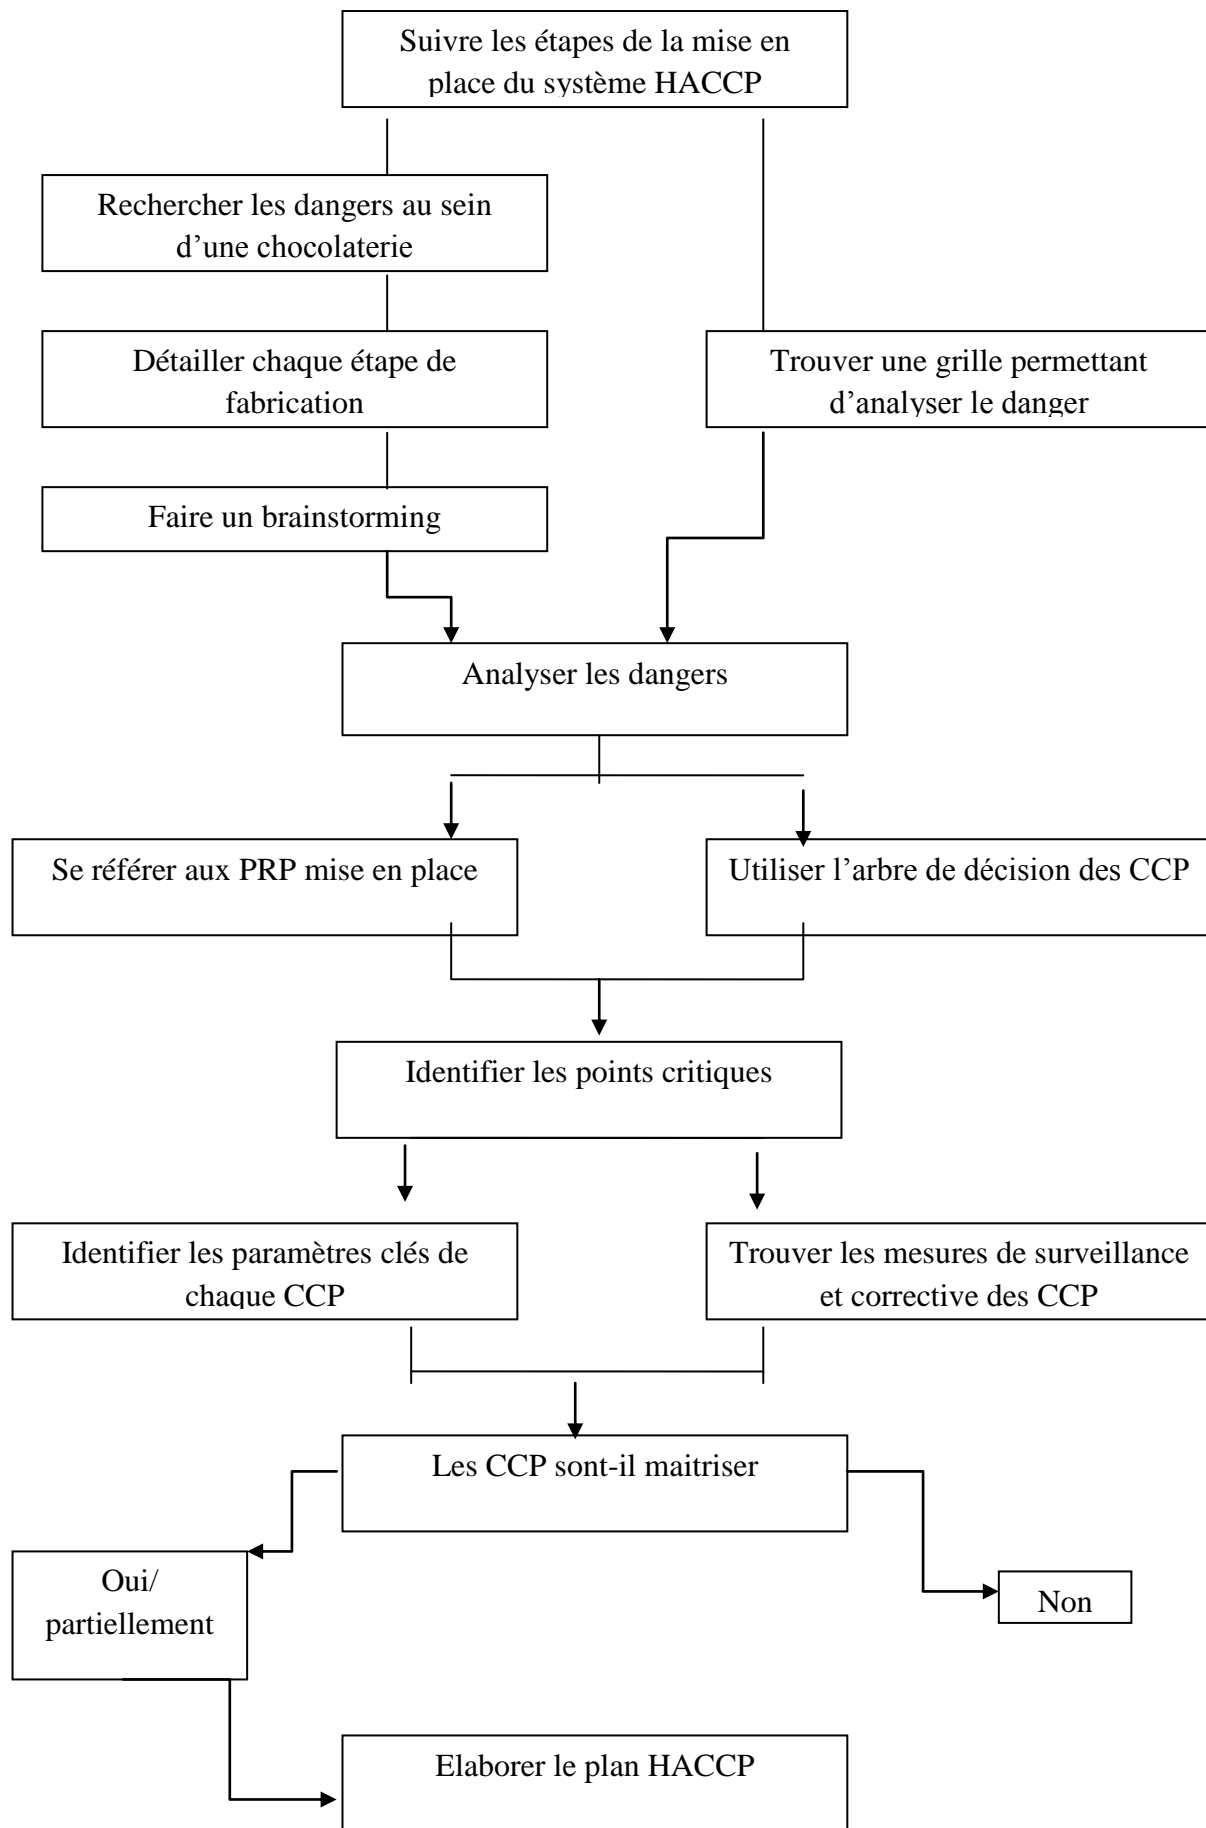 Suivre les étapes de la mise en
place du système HACCP
Rechercher les dangers au sein
d’une chocolaterie
Détailler chaque étape de
fabrication
Trouver une grille permettant
d’analyser le danger
Faire un brainstorming
Analyser les dangers
Se référer aux PRP mise en place
Utiliser l’arbre de décision des CCP
Identifier les points critiques
Identifier les paramètres clés de
chaque CCP
Trouver les mesures de surveillance
et corrective des CCP
Les CCP sont-il maitriser
Oui/
partiellement
Non
Elaborer le plan HACCP